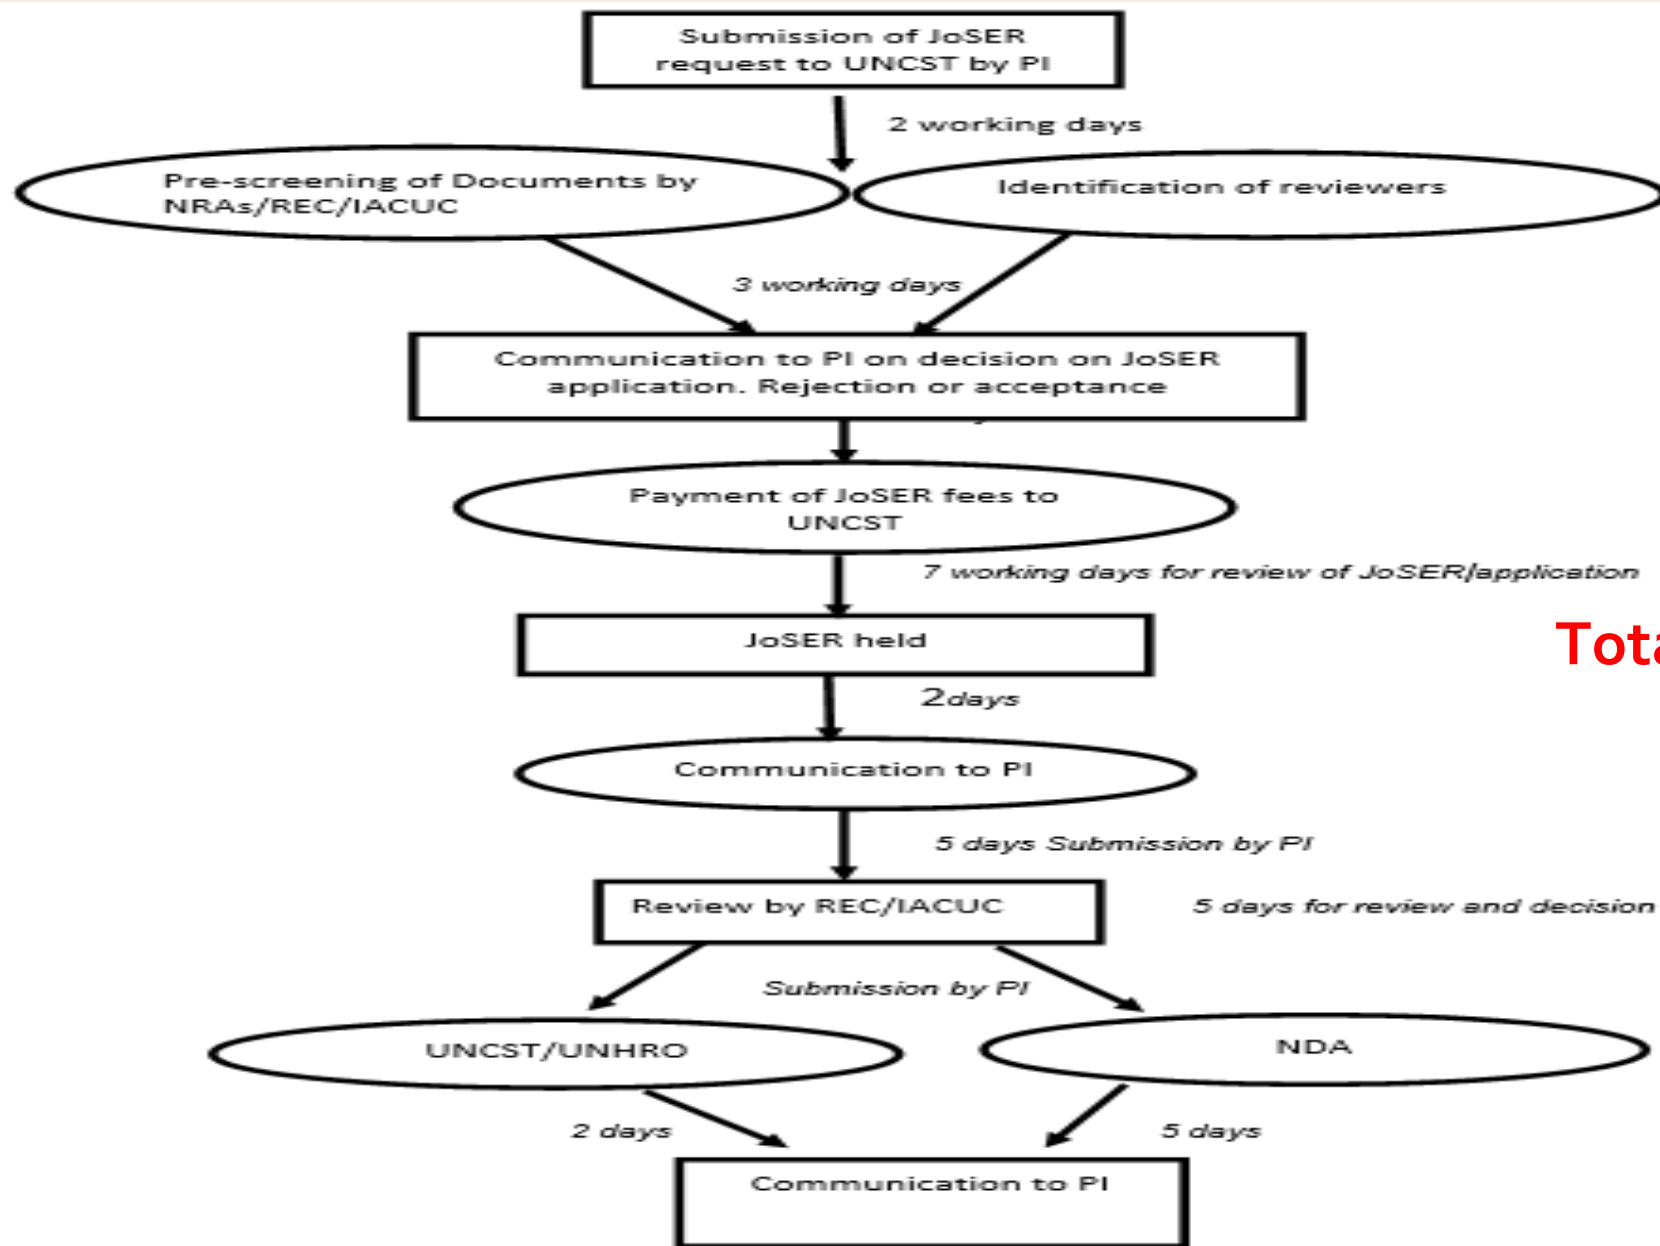 Submission of JoSER
request to UNCST by PI
2 working days
Pre-screening of Documents by
NRAs/REC/IACUC
Identification of reviewers
3 working days
Communication to PI on decision on JoSER
application. Rejection or acceptance
Payment of JoSER fees to
UNCST
7 working days for review of JoSER/application
JoSER held
2days
Communication to PI
5 days Submission by PI
Review by REC/IACUC
5 days for review and decision
Submission by PI
UNCST/UNHRO
NDA
2 days
5 days
Communication to PI